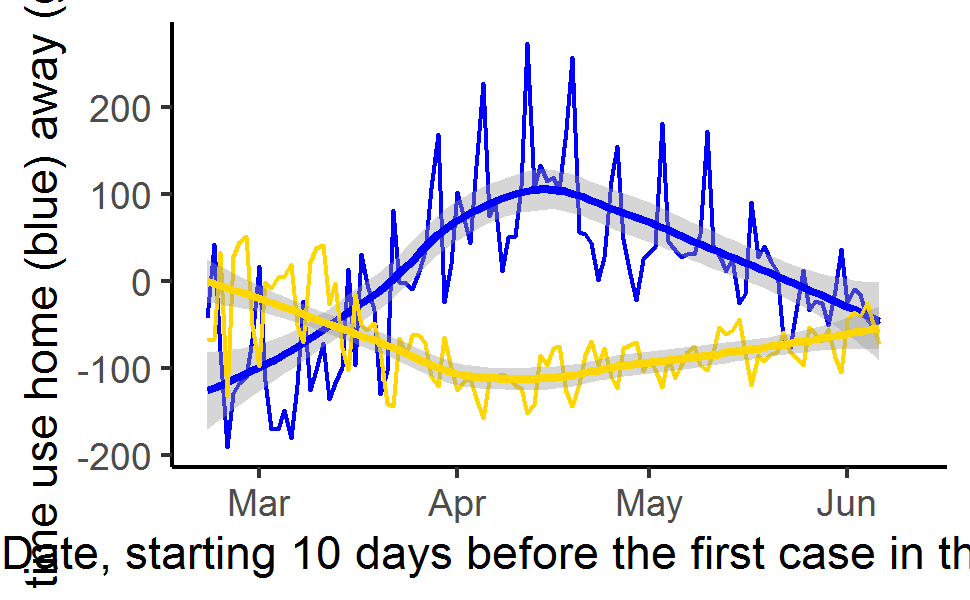 time use home (blue) away (
200
100
0
-100
-200
Mar Apr May Jun
Date, starting 10 days before the first case in th